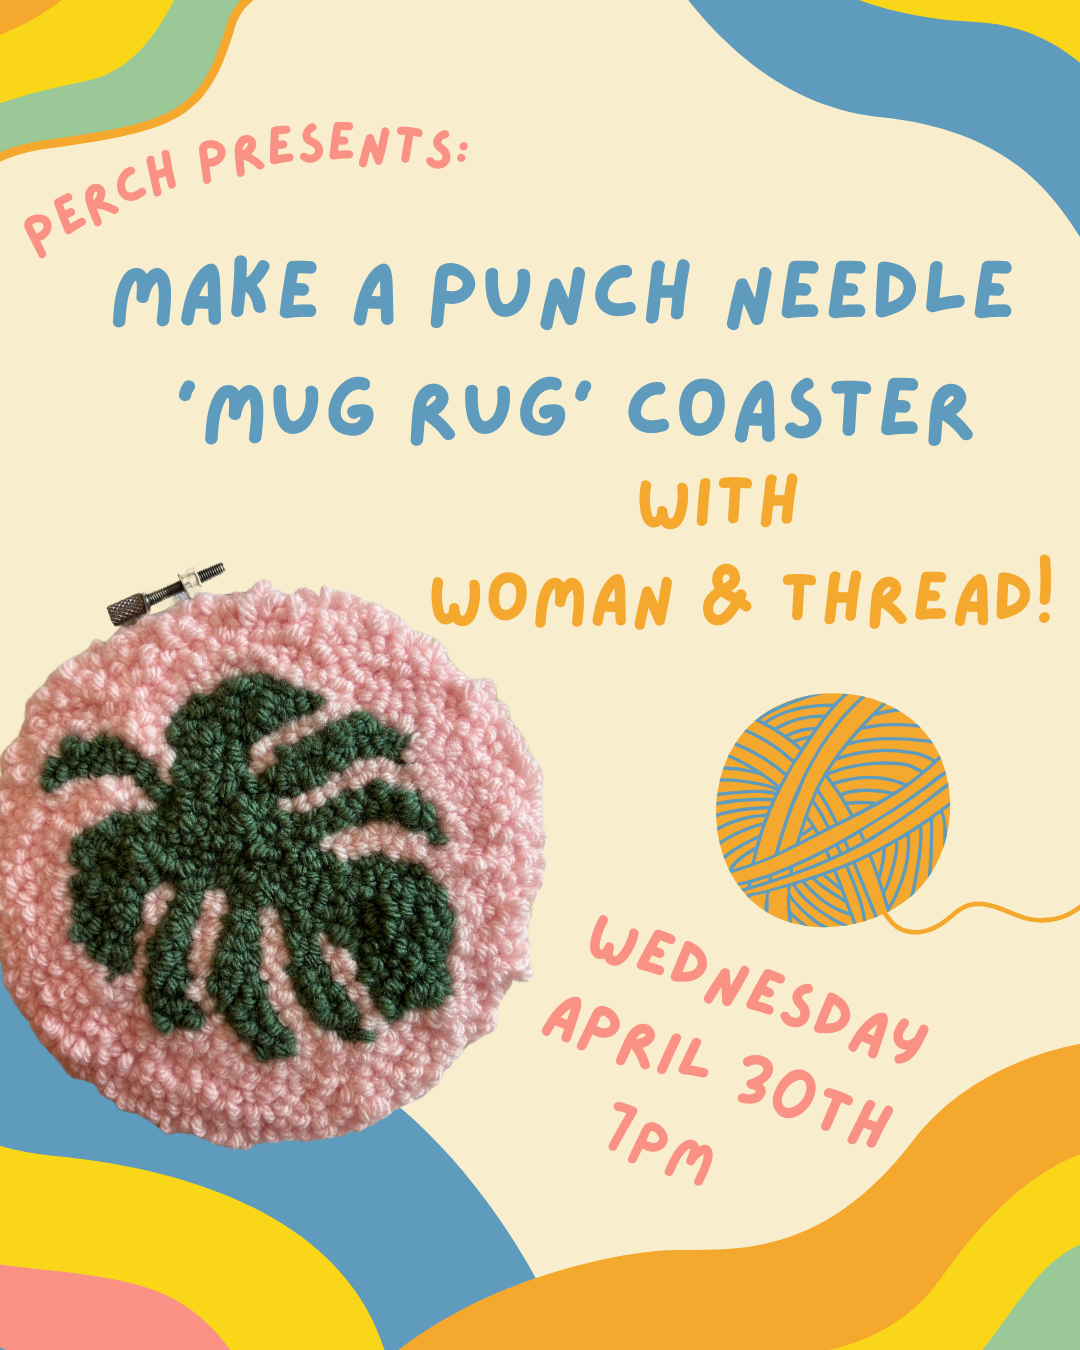 PERCH PRESENTS:
MAKE A PUNCH NEEDLE
'MUG RUG' COASTER
WITH
WOMAN & THREAD!
WEDNESDAY
APRIL 30TH
7PM